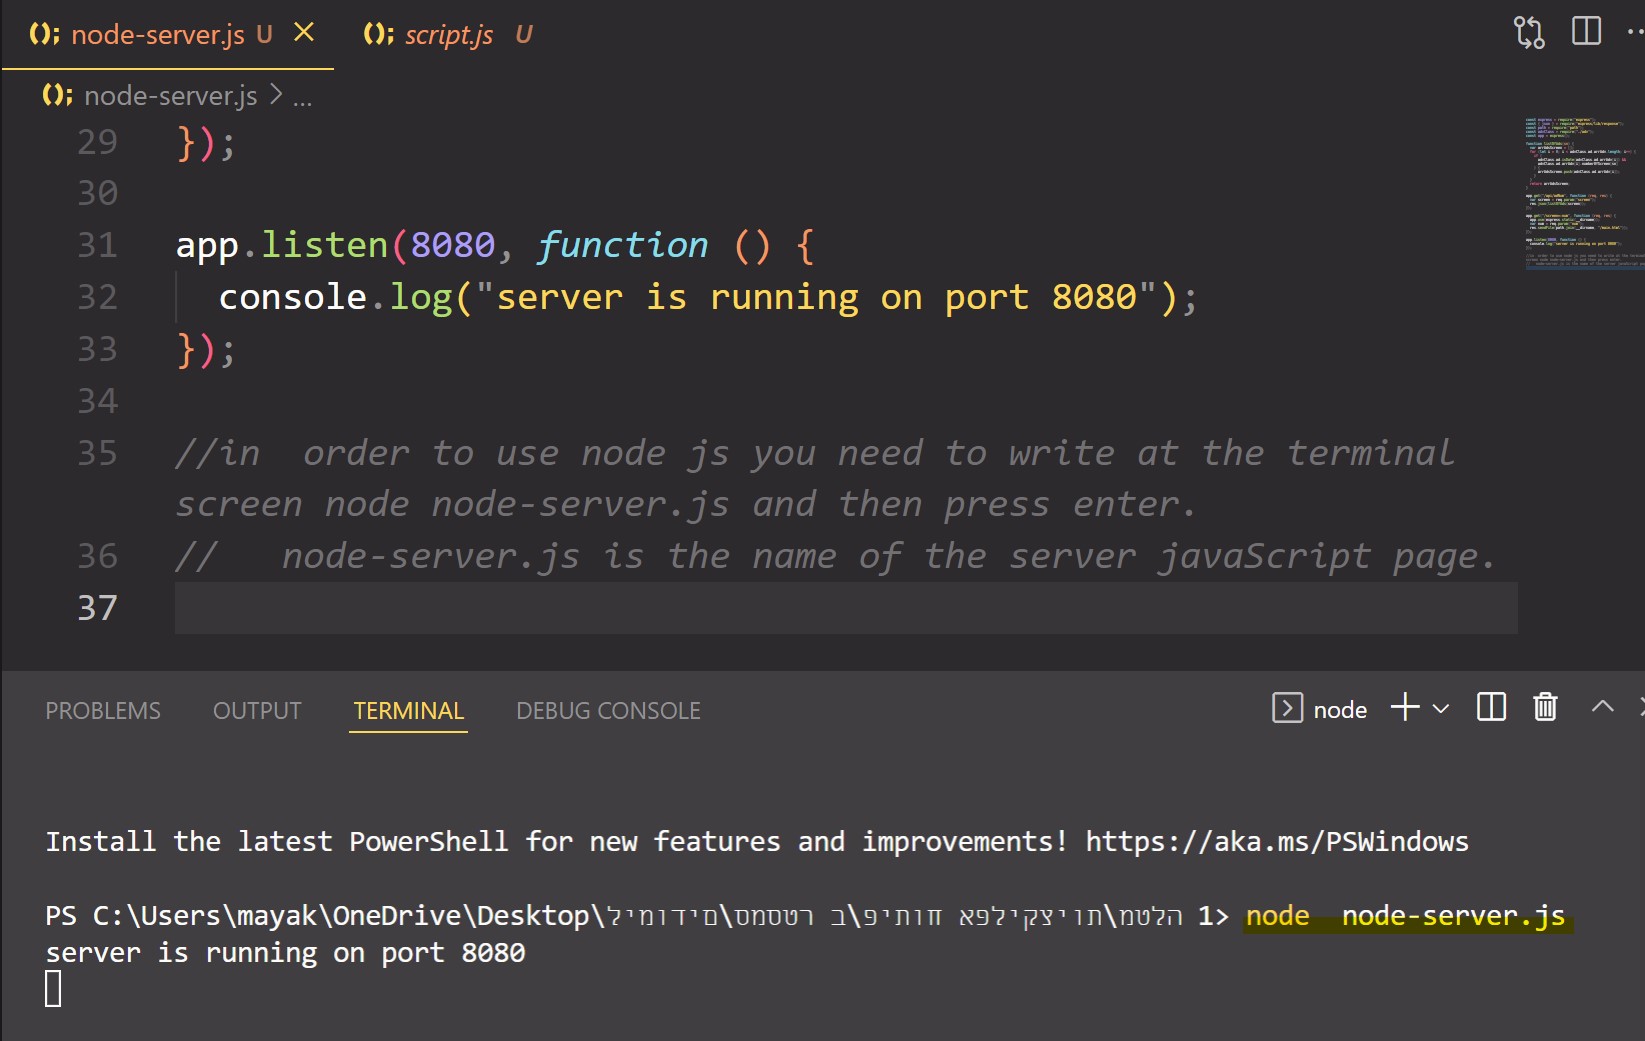 node-server.js U
script.js U
node-server.js > ...
29 });
30
31 app.listen(8080, function () {
32 console.log("server is running on port 8080");
33 });
34
35 //in  order to use node js you need to write at the terminal
screen node node-server.js and then press enter.
36 //   node-server.js is the name of the server javaScript page.
37
PROBLEMS OUTPUT TERMINAL DEBUG CONSOLE node
Install the latest PowerShell for new features and improvements! https://aka.ms/PSWindows
PS C:\Users\mayak\OneDrive\Desktop\לימודים\סמסטר ב\פיתוח אפליקציות\מטלה 1> node  node-server.js
server is running on port 8080